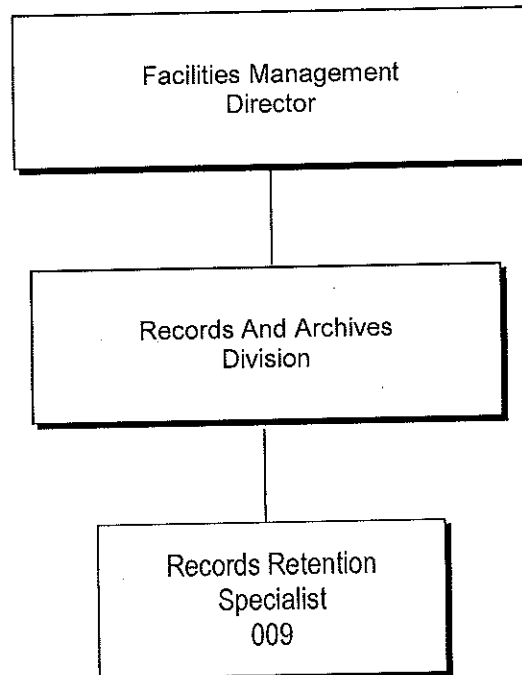 Facilities Management
Director
Records And Archives
Division
Records Retention
Specialist
009